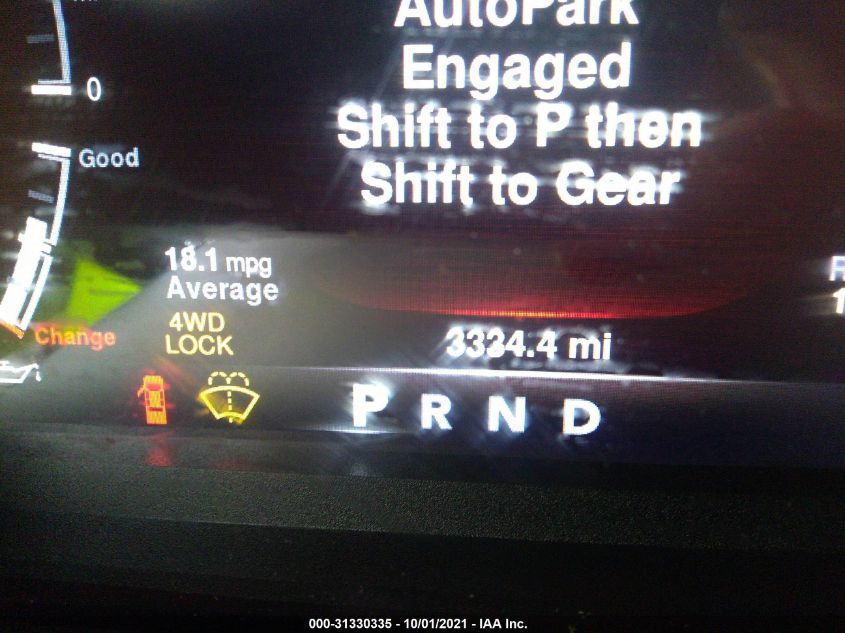 AutoPark
Engaged
Shift to P then
Shift to Gear
0
Good
18.1 mpg
Average
Change
4WD
LOCK
3334.4 mi
P R N D
000-31330335 - 10/01/2021 - IAA Inc.